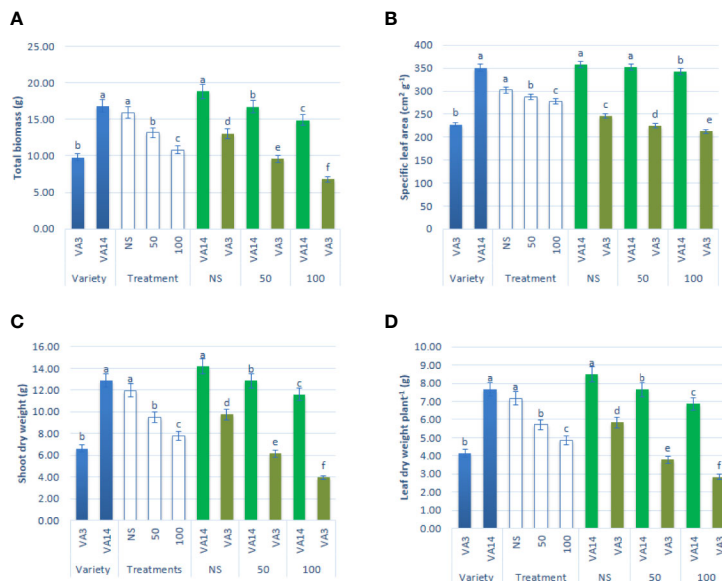 A
Total biomass (g)
25.00
20.00
15.00
10.00
5.00
0.00
b a a b c a d b e c f
VA3 VA14 NS 50 100 VA14 VA3 VA14 VA3 VA14 VA3
Variety Treatment NS 50 100
B
Specific leaf area (cm² g⁻¹)
400
350
300
250
200
150
100
50
0
b a a b c a c a d b e
VA3 VA14 NS 50 100 VA14 VA3 VA14 VA3 VA14 VA3
Variety Treatment NS 50 100
C
Shoot dry weight (g)
16.00
14.00
12.00
10.00
8.00
6.00
4.00
2.00
0.00
b a a b c a d b e c f
VA3 VA14 NS 50 100 VA14 VA3 VA14 VA3 VA14 VA3
Variety Treatments NS 50 100
D
Leaf dry weight plant⁻¹ (g)
10.00
9.00
8.00
7.00
6.00
5.00
4.00
3.00
2.00
1.00
0.00
b a a b c a d b e c f
VA3 VA14 NS 50 100 VA14 VA3 VA14 VA3 VA14 VA3
Variety Treatment NS 50 100